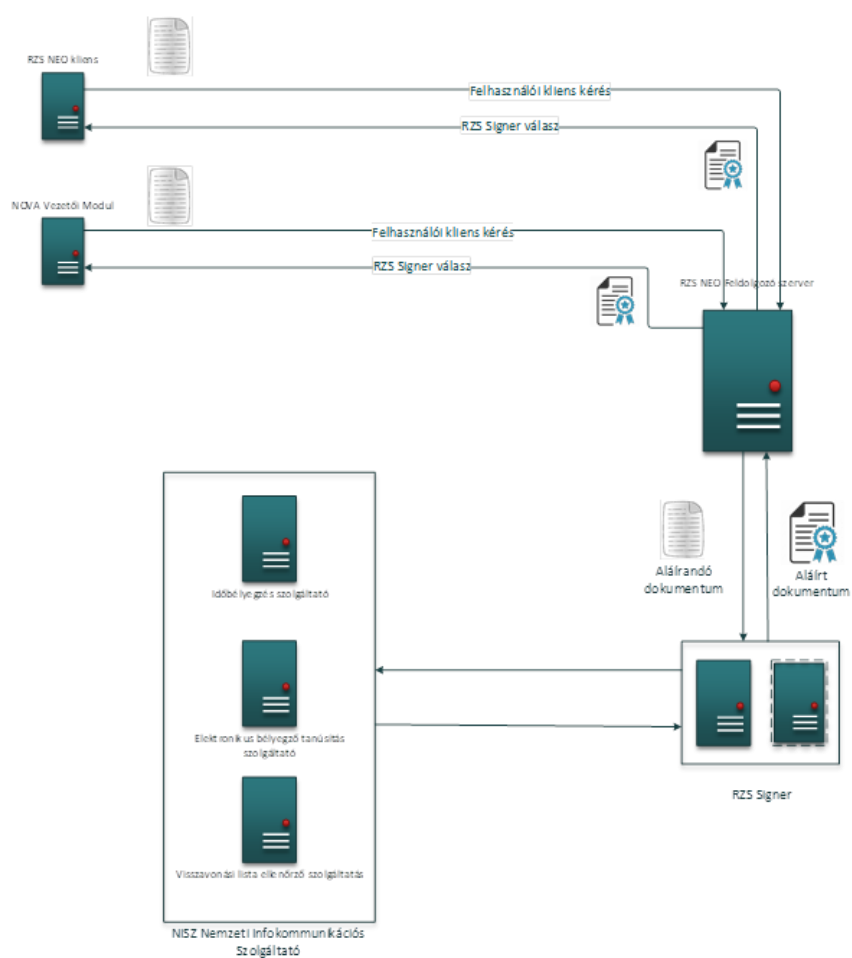 RZS NEO kliens
Felhasználói kliens kérés
RZS Signer válasz
NOVA Vezetői Modul
Felhasználói kliens kérés
RZS Signer válasz
RZS NEO Feldolgozó szerver
Aláírandó
dokumentum
Aláírt
dokumentum
Időbélyegzés szolgáltató
Elektronikus bélyegző tanúsítás
szolgáltató
Visszavonási lista ellenőrző szolgáltatás
RZS Signer
NISZ Nemzeti Infokommunikációs
Szolgáltató